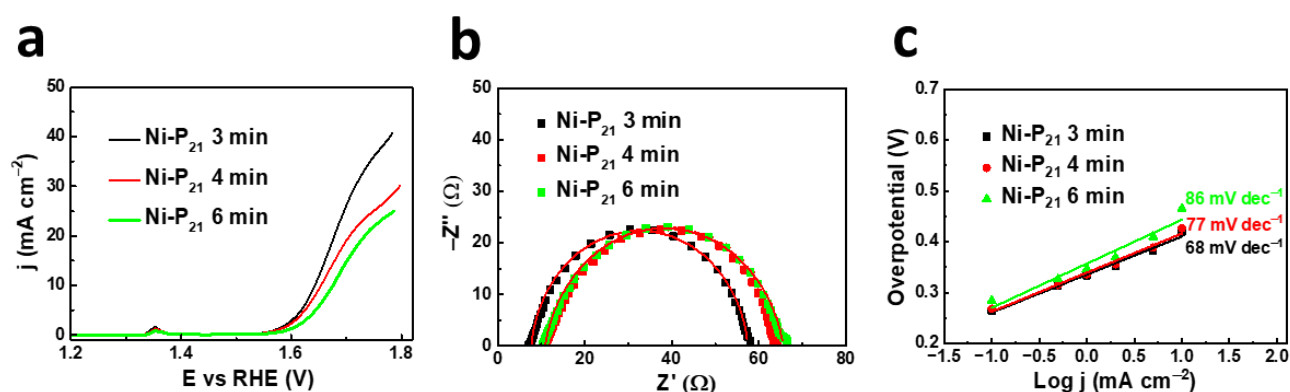 a
50
40
30
20
10
0
j (mA cm⁻²)
Ni-P₂₁ 3 min
Ni-P₂₁ 4 min
Ni-P₂₁ 6 min
1.2 1.4 1.6 1.8
E vs RHE (V)
b
50
40
30
20
10
0
−Z'' (Ω)
Ni-P₂₁ 3 min
Ni-P₂₁ 4 min
Ni-P₂₁ 6 min
0 20 40 60 80
Z' (Ω)
c
0.7
0.6
0.5
0.4
0.3
0.2
Overpotential (V)
Ni-P₂₁ 3 min
Ni-P₂₁ 4 min
Ni-P₂₁ 6 min
86 mV dec⁻¹
77 mV dec⁻¹
68 mV dec⁻¹
−1.0 −0.5 0.0 0.5 1.0 1.5 2.0
Log j (mA cm⁻²)